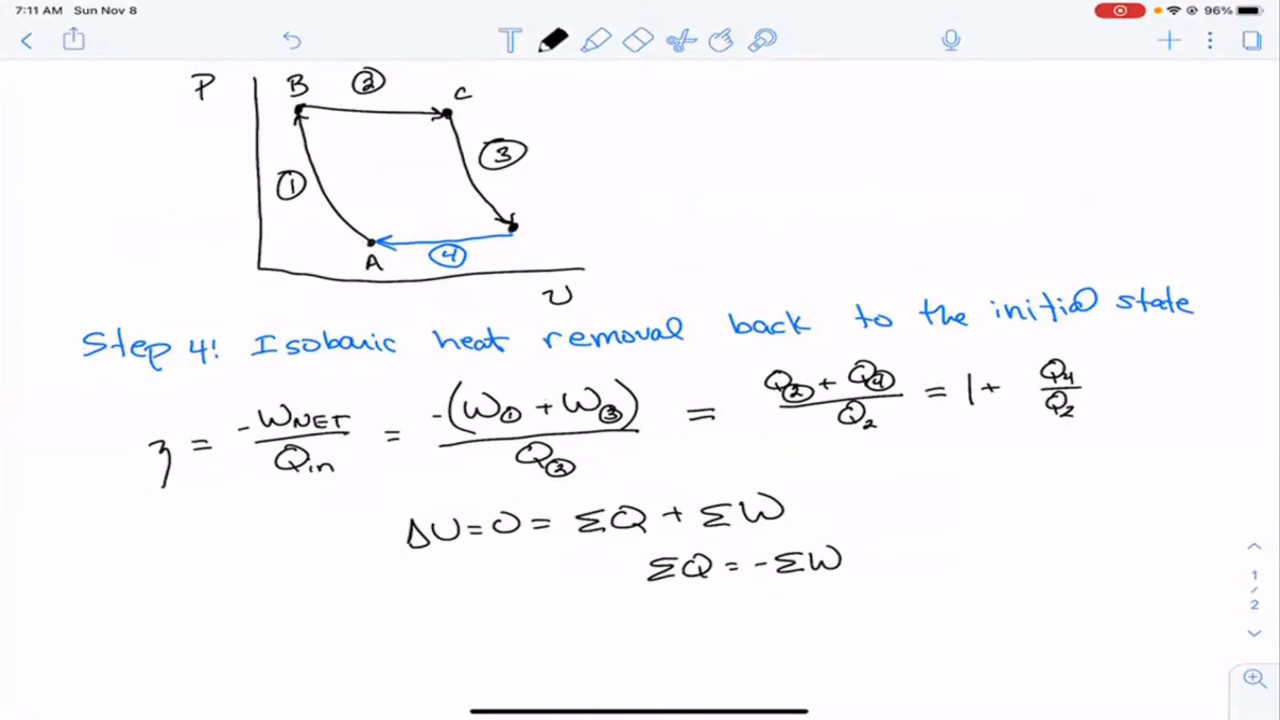 7:11 AM Sun Nov 8
96%
P
B ② C
①
③
④
A
v
Step 4: Isobaric heat removal back to the initial state
η = -W_NET / Q_in = -(W_① + W_③) / Q_② = (Q_② + Q_④) / Q_2 = 1 + Q_4 / Q_2
ΔU = 0 = ΣQ + ΣW
ΣQ = -ΣW
1
/
2